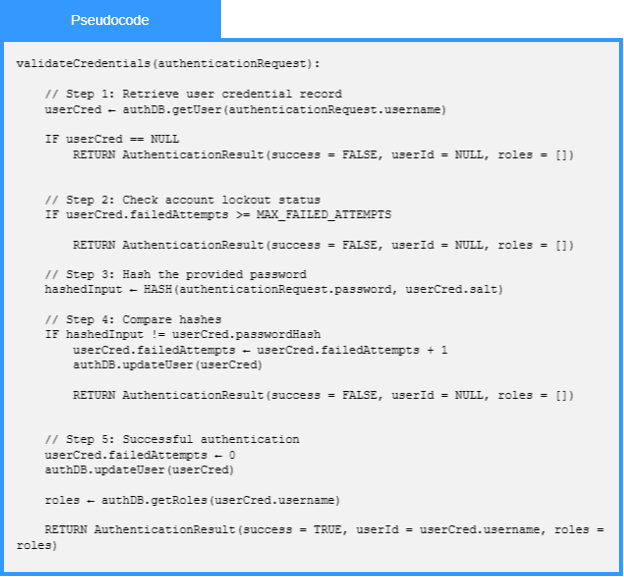 Pseudocode
validateCredentials(authenticationRequest):
// Step 1: Retrieve user credential record
userCred ← authDB.getUser(authenticationRequest.username)
IF userCred == NULL
RETURN AuthenticationResult(success = FALSE, userId = NULL, roles = [])
// Step 2: Check account lockout status
IF userCred.failedAttempts >= MAX_FAILED_ATTEMPTS
RETURN AuthenticationResult(success = FALSE, userId = NULL, roles = [])
// Step 3: Hash the provided password
hashedInput ← HASH(authenticationRequest.password, userCred.salt)
// Step 4: Compare hashes
IF hashedInput != userCred.passwordHash
userCred.failedAttempts ← userCred.failedAttempts + 1
authDB.updateUser(userCred)
RETURN AuthenticationResult(success = FALSE, userId = NULL, roles = [])
// Step 5: Successful authentication
userCred.failedAttempts ← 0
authDB.updateUser(userCred)
roles ← authDB.getRoles(userCred.username)
RETURN AuthenticationResult(success = TRUE, userId = userCred.username, roles =
roles)